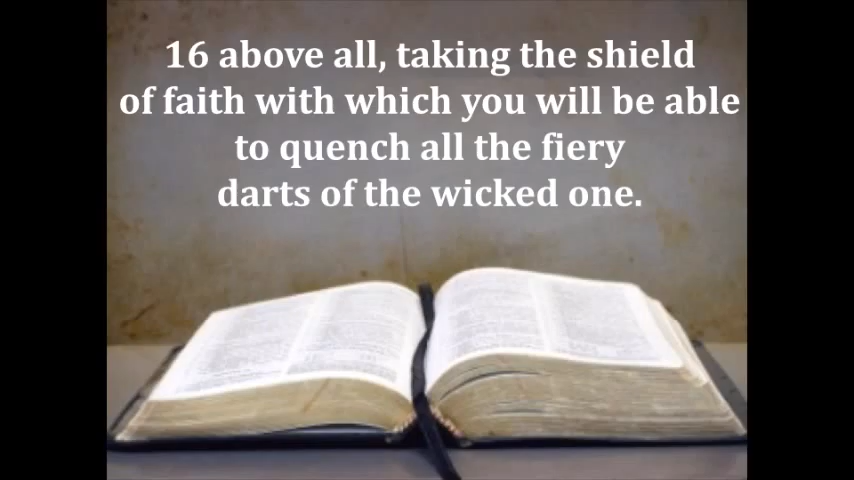 16 above all, taking the shield
of faith with which you will be able
to quench all the fiery
darts of the wicked one.